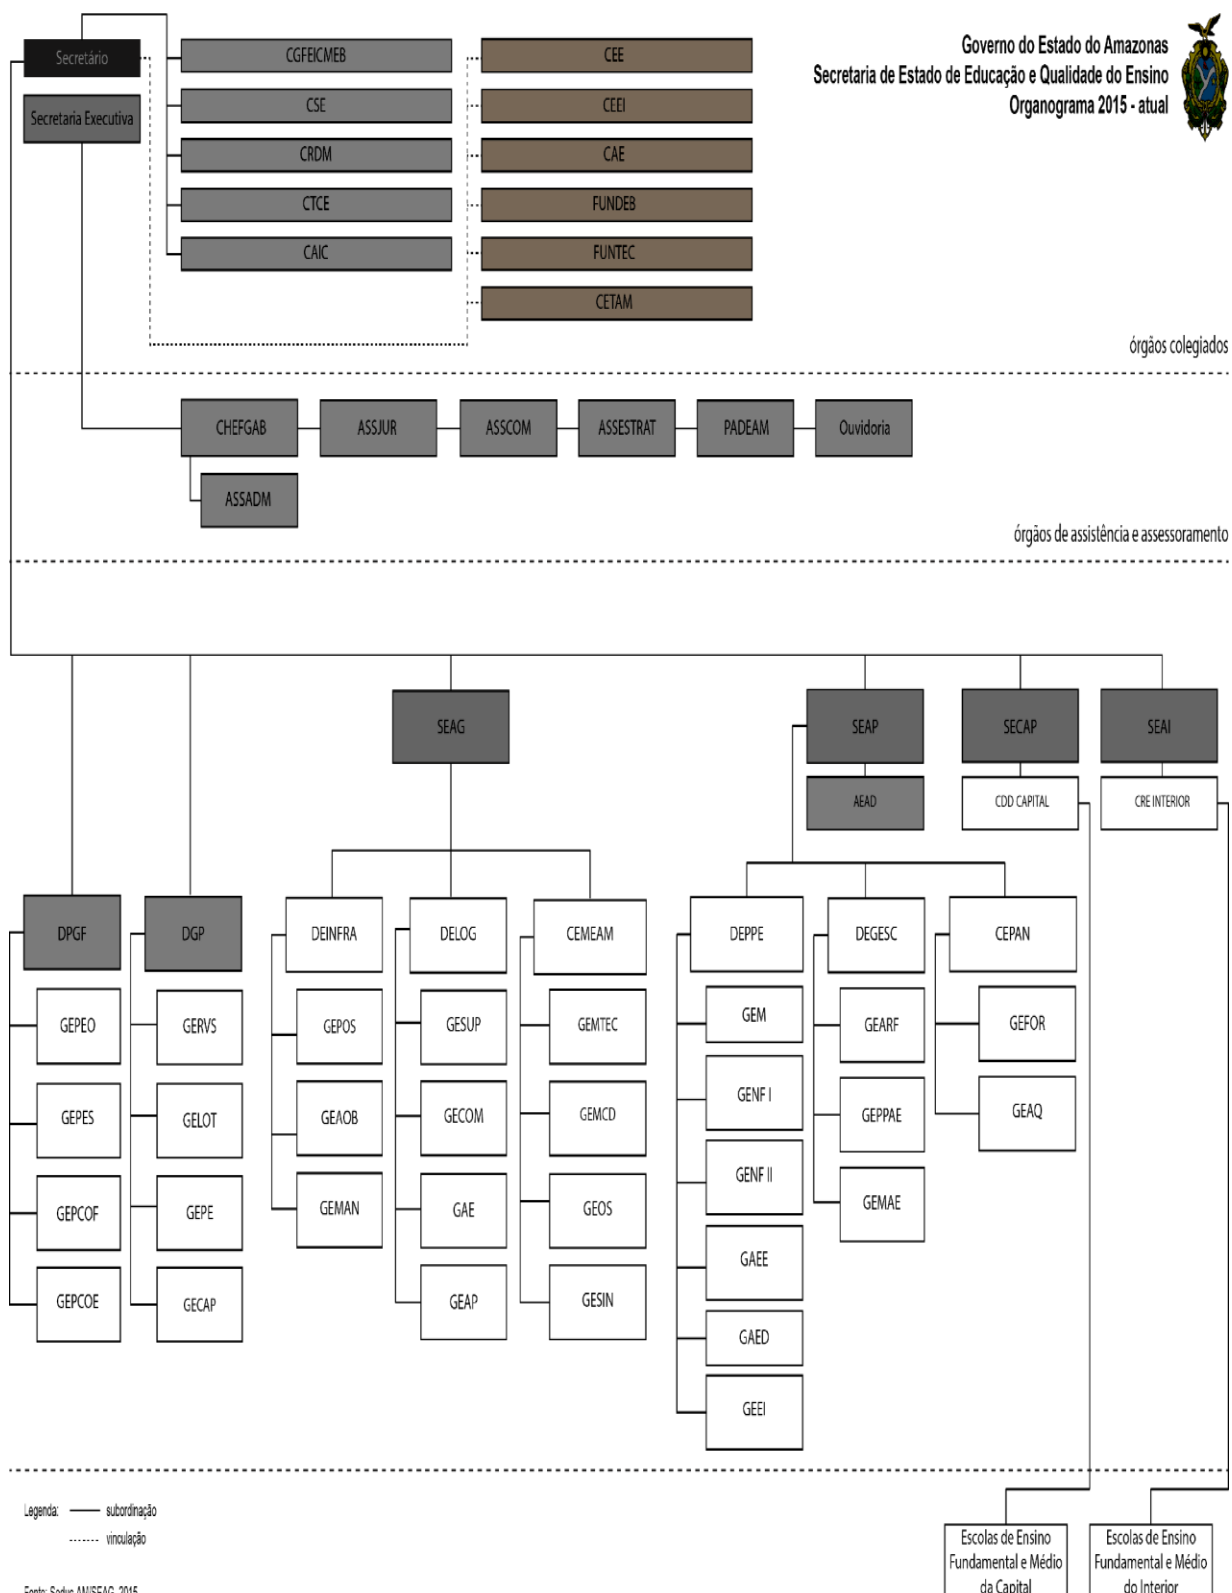 Governo do Estado do Amazonas
Secretaria de Estado de Educação e Qualidade do Ensino
Organograma 2015 - atual
Secretário
Secretaria Executiva
CGFEICMEB
CSE
CRDM
CTCE
CAIC
CEE
CEEI
CAE
FUNDEB
FUNTEC
CETAM
órgãos colegiados
CHEFGAB
ASSJUR
ASSCOM
ASSESTRAT
PADEAM
Ouvidoria
ASSADM
órgãos de assistência e assessoramento
SEAG
SEAP
SECAP
SEAI
AEAD
CDD CAPITAL
CRE INTERIOR
DPGF
GEPEO
GEPES
GEPCOF
GEPCOE
DGP
GERVS
GELOT
GEPE
GECAP
DEINFRA
GEPOS
GEAOB
GEMAN
DELOG
GESUP
GECOM
GAE
GEAP
CEMEAM
GEMTEC
GEMCD
GEOS
GESIN
DEPPE
GEM
GENF I
GENF II
GAEE
GAED
GEEI
DEGESC
GEARF
GEPPAE
GEMAE
CEPAN
GEFOR
GEAQ
Legenda:
subordinação
vinculação
Escolas de Ensino
Fundamental e Médio
da Capital
Escolas de Ensino
Fundamental e Médio
do Interior
Fonte: Seduc AM/SEAG, 2015